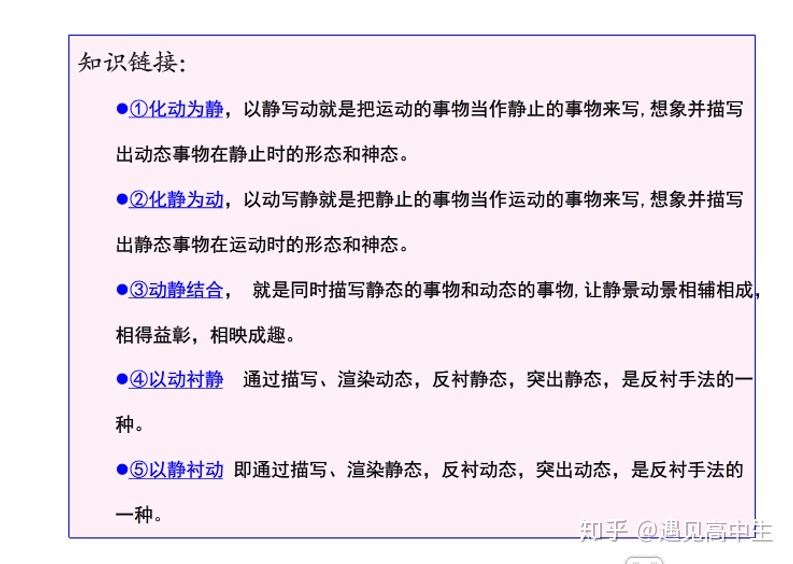 知识链接：
●①化动为静，以静写动就是把运动的事物当作静止的事物来写,想象并描写
出动态事物在静止时的形态和神态。
●②化静为动，以动写静就是把静止的事物当作运动的事物来写,想象并描写
出静态事物在运动时的形态和神态。
●③动静结合， 就是同时描写静态的事物和动态的事物,让静景动景相辅相成，
相得益彰，相映成趣。
●④以动衬静 通过描写、渲染动态，反衬静态，突出静态，是反衬手法的一
种。
●⑤以静衬动 即通过描写、渲染静态，反衬动态，突出动态，是反衬手法的
一种。
知乎 @遇见高中生